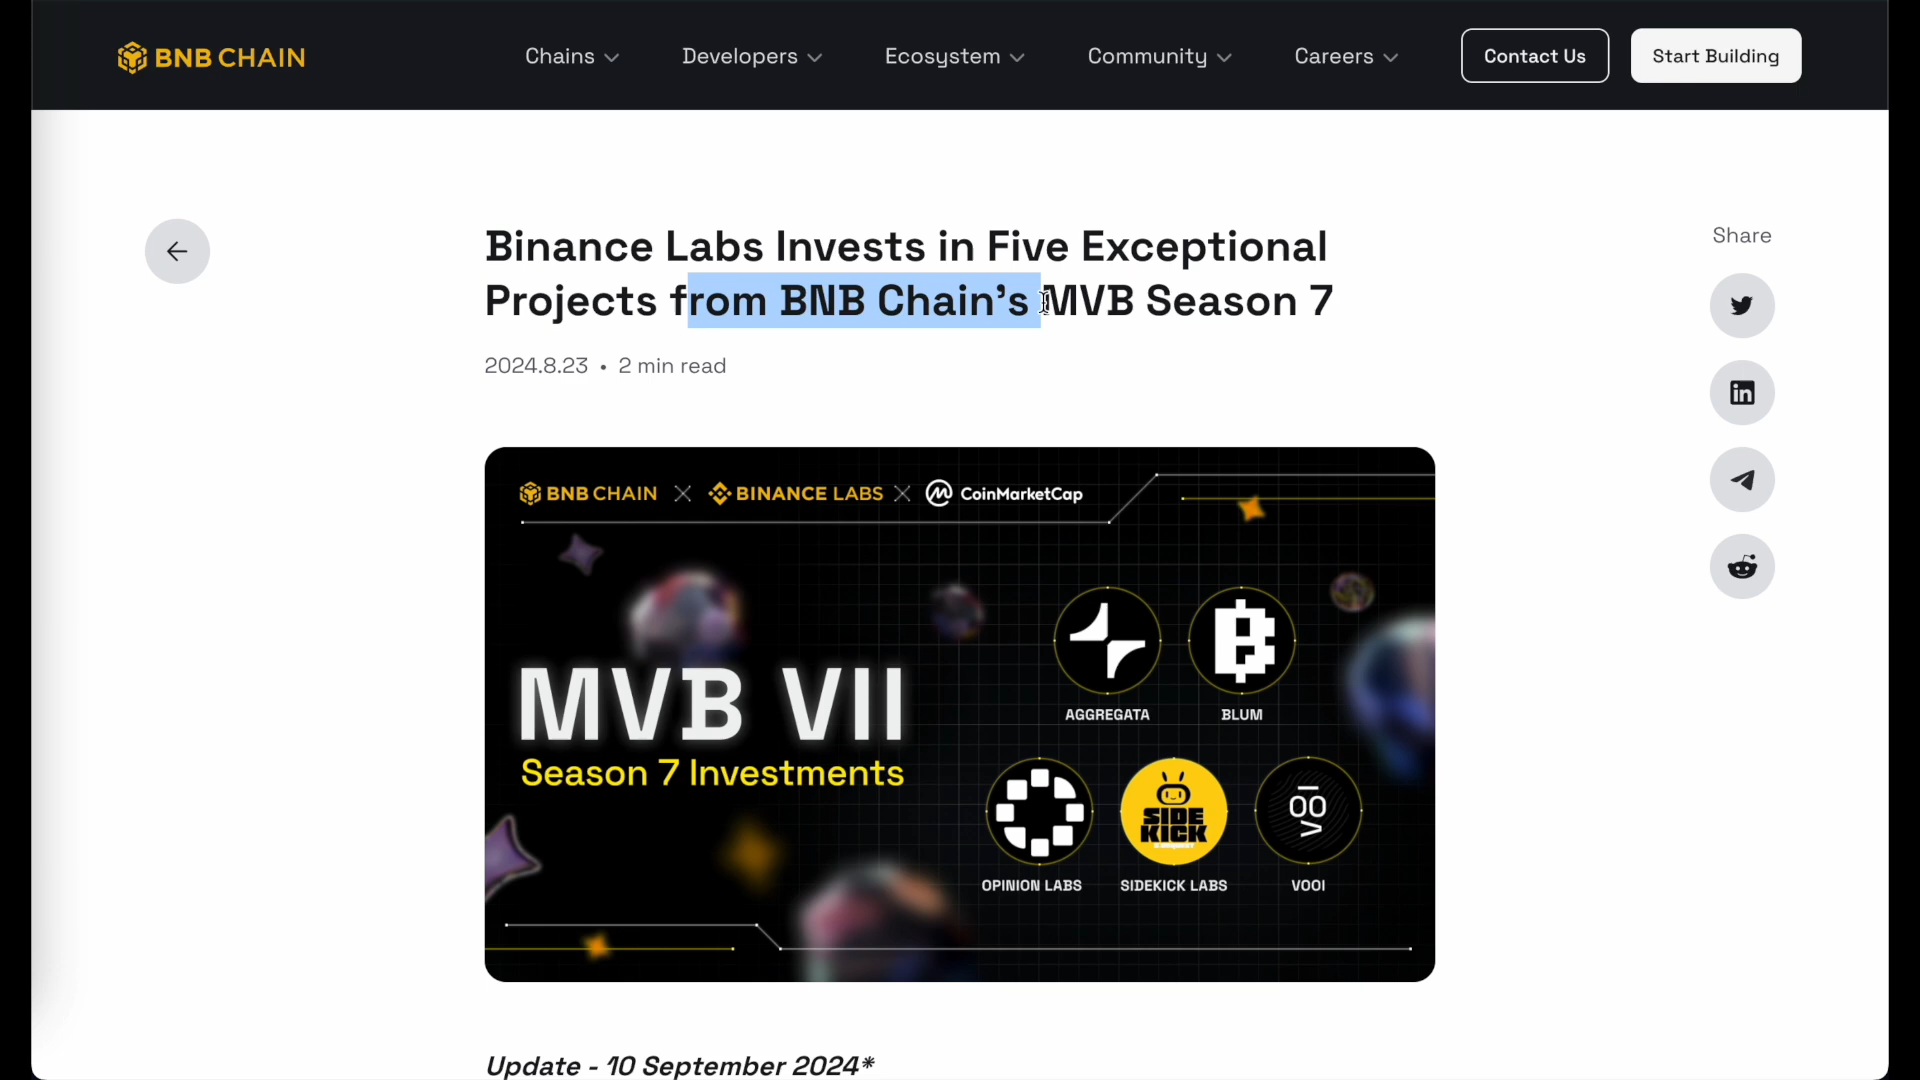 BNB CHAIN
Chains
Developers
Ecosystem
Community
Careers
Contact Us
Start Building
Binance Labs Invests in Five Exceptional
Projects from BNB Chain's MVB Season 7
2024.8.23 • 2 min read
Share
BNB CHAIN
BINANCE LABS
CoinMarketCap
MVB VII
Season 7 Investments
AGGREGATA
BLUM
SIDE
KICK
OPINION LABS
SIDEKICK LABS
VOOI
Update - 10 September 2024*